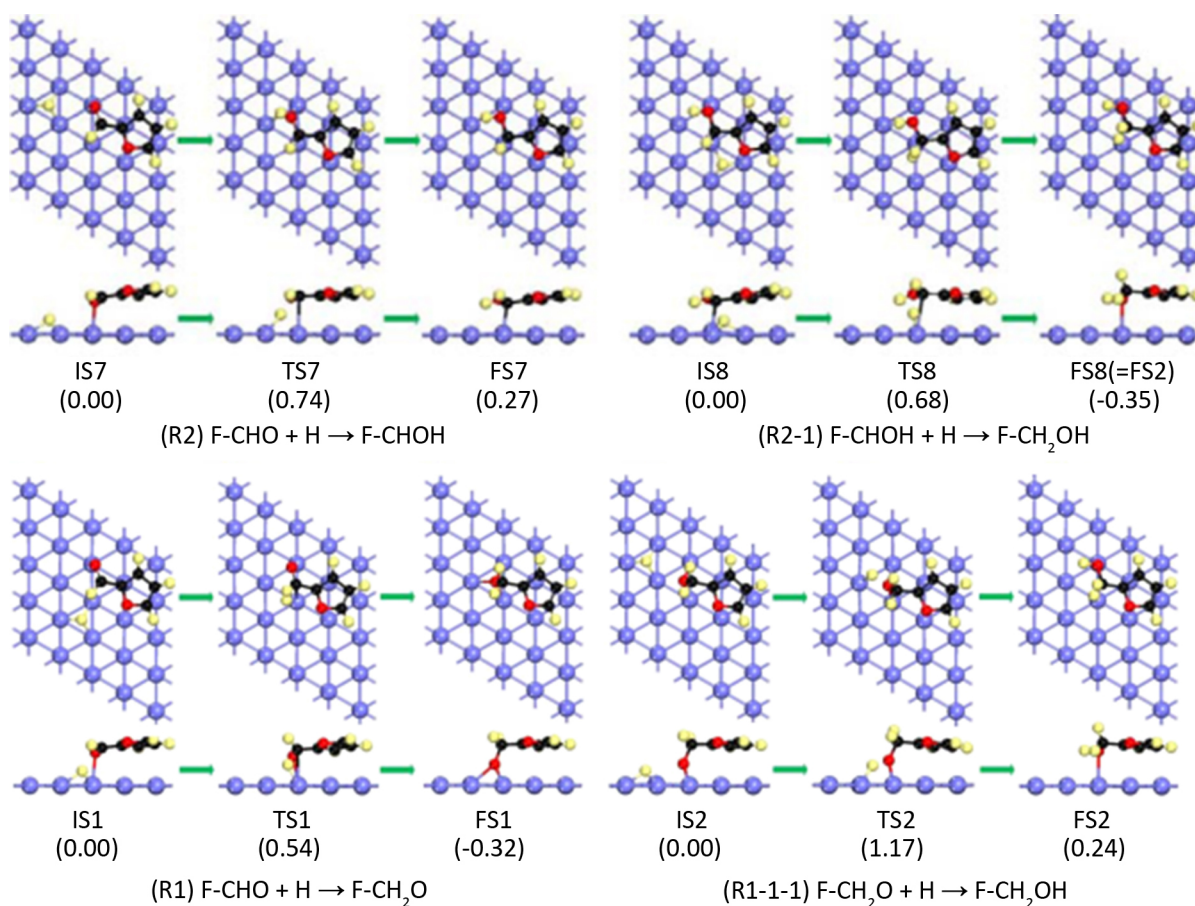 IS7 TS7 FS7 IS8 TS8 FS8(=FS2)
(0.00) (0.74) (0.27) (0.00) (0.68) (-0.35)
(R2) F-CHO + H → F-CHOH (R2-1) F-CHOH + H → F-CH₂OH
IS1 TS1 FS1 IS2 TS2 FS2
(0.00) (0.54) (-0.32) (0.00) (1.17) (0.24)
(R1) F-CHO + H → F-CH₂O (R1-1-1) F-CH₂O + H → F-CH₂OH